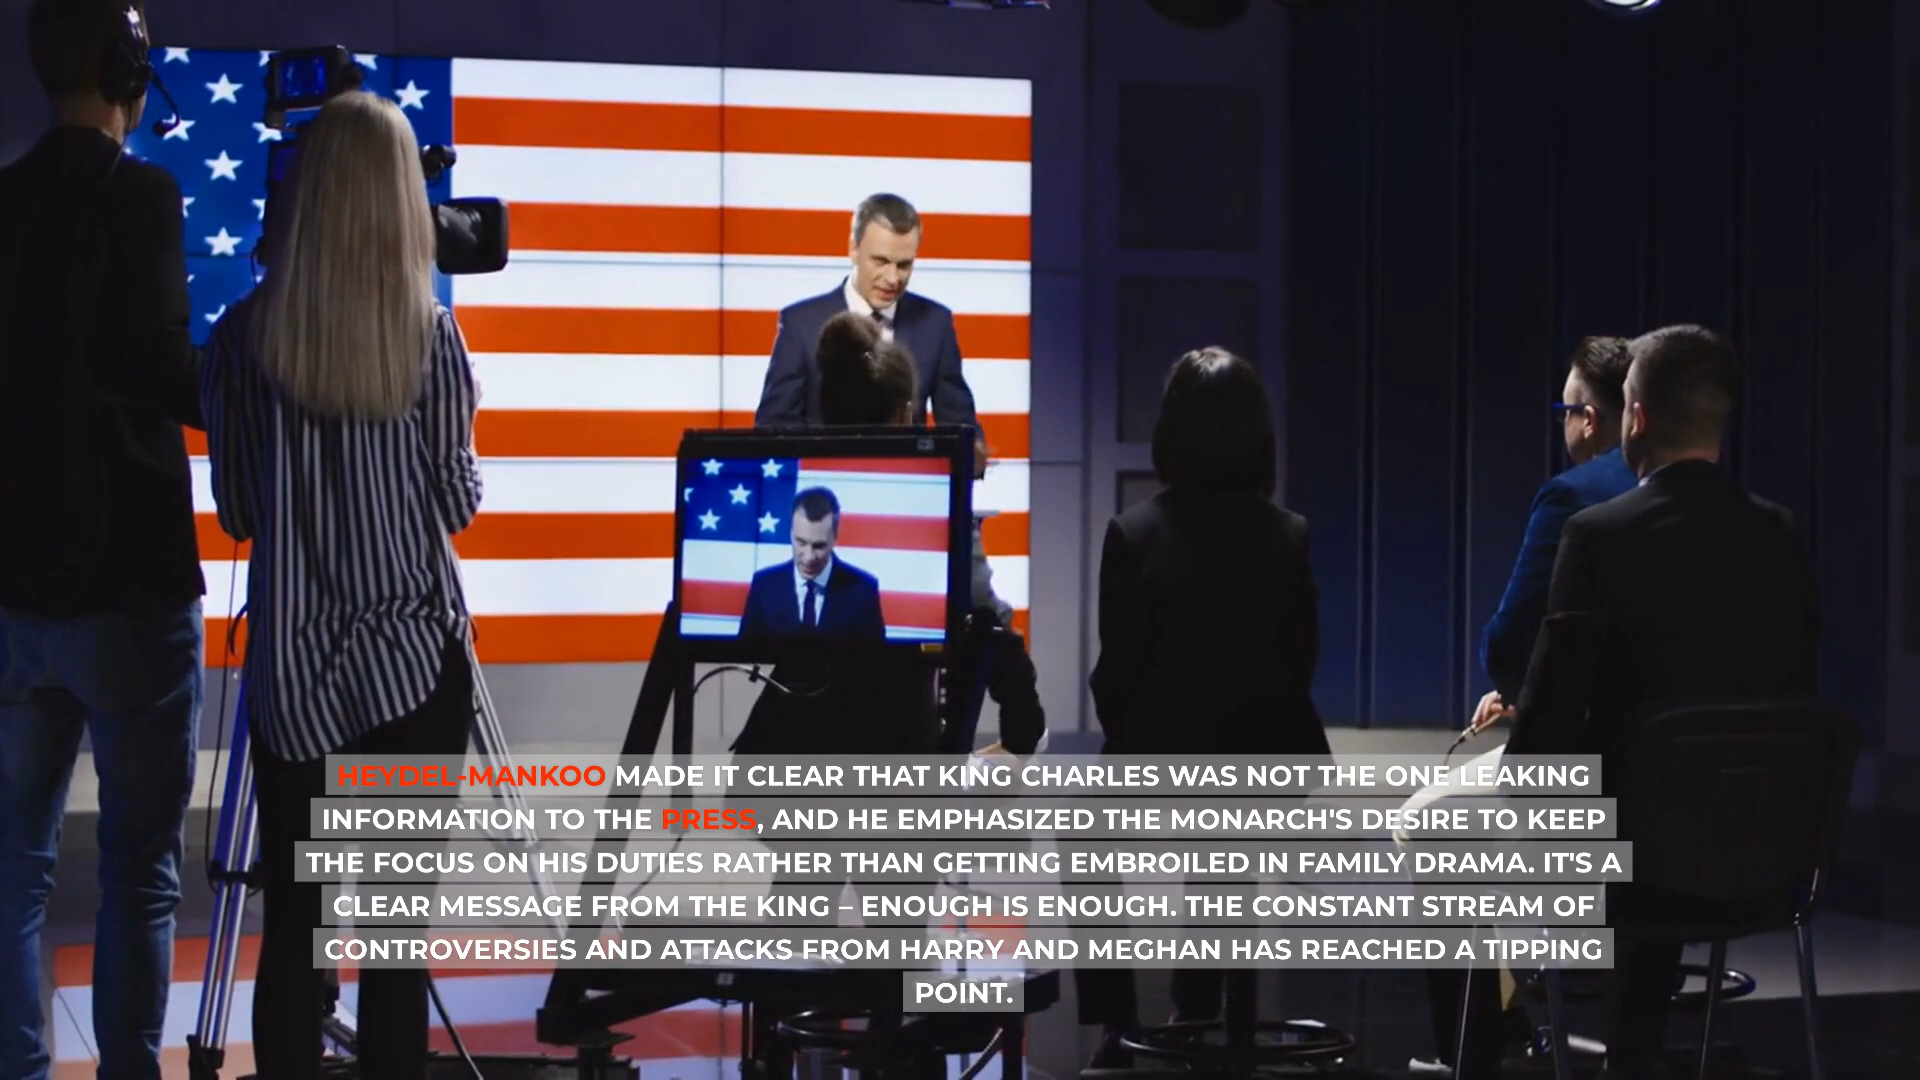 HEYDEL-MANKOO MADE IT CLEAR THAT KING CHARLES WAS NOT THE ONE LEAKING
INFORMATION TO THE PRESS, AND HE EMPHASIZED THE MONARCH'S DESIRE TO KEEP
THE FOCUS ON HIS DUTIES RATHER THAN GETTING EMBROILED IN FAMILY DRAMA. IT'S A
CLEAR MESSAGE FROM THE KING – ENOUGH IS ENOUGH. THE CONSTANT STREAM OF
CONTROVERSIES AND ATTACKS FROM HARRY AND MEGHAN HAS REACHED A TIPPING
POINT.